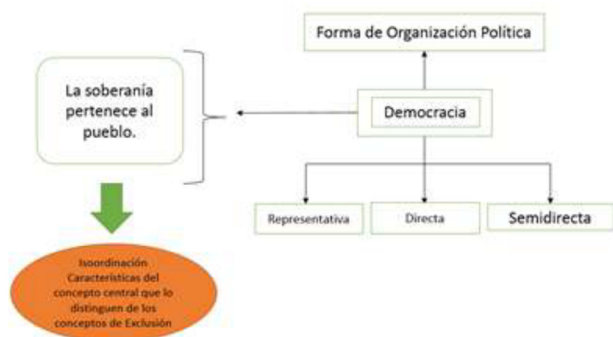 Forma de Organización Política
La soberanía
pertenece al
pueblo.
Democracia
Representativa
Directa
Semidirecta
Isoordinación
Características del
concepto central que lo
distinguen de los
conceptos de Exclusión